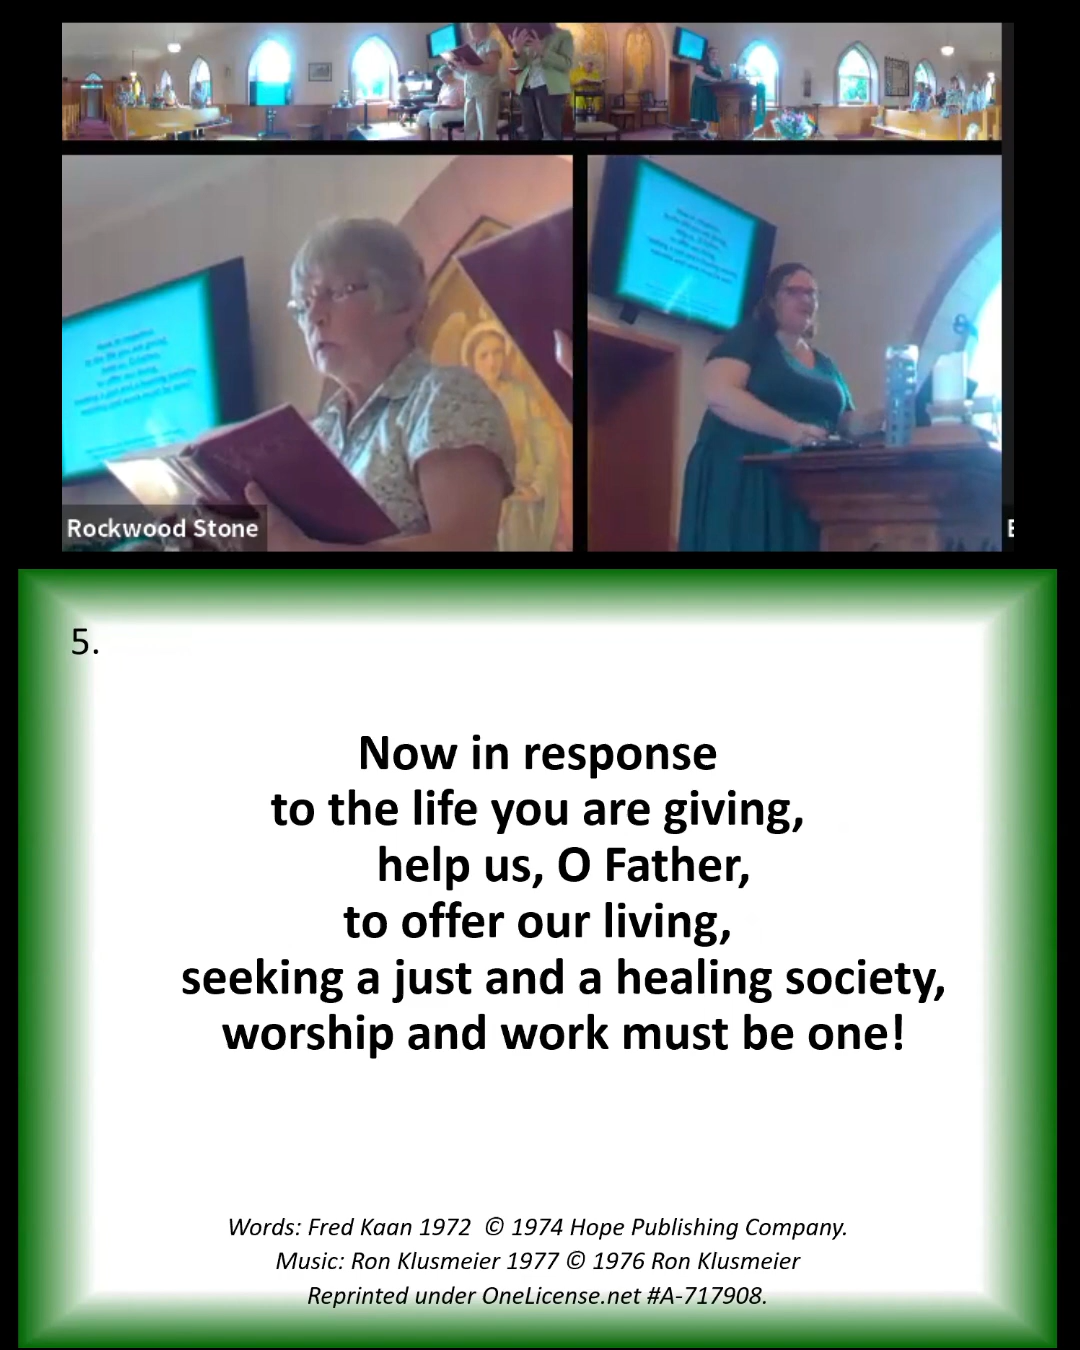 Rockwood Stone
5.
Now in response
to the life you are giving,
help us, O Father,
to offer our living,
seeking a just and a healing society,
worship and work must be one!
Words: Fred Kaan 1972  © 1974 Hope Publishing Company.
Music: Ron Klusmeier 1977 © 1976 Ron Klusmeier
Reprinted under OneLicense.net #A-717908.